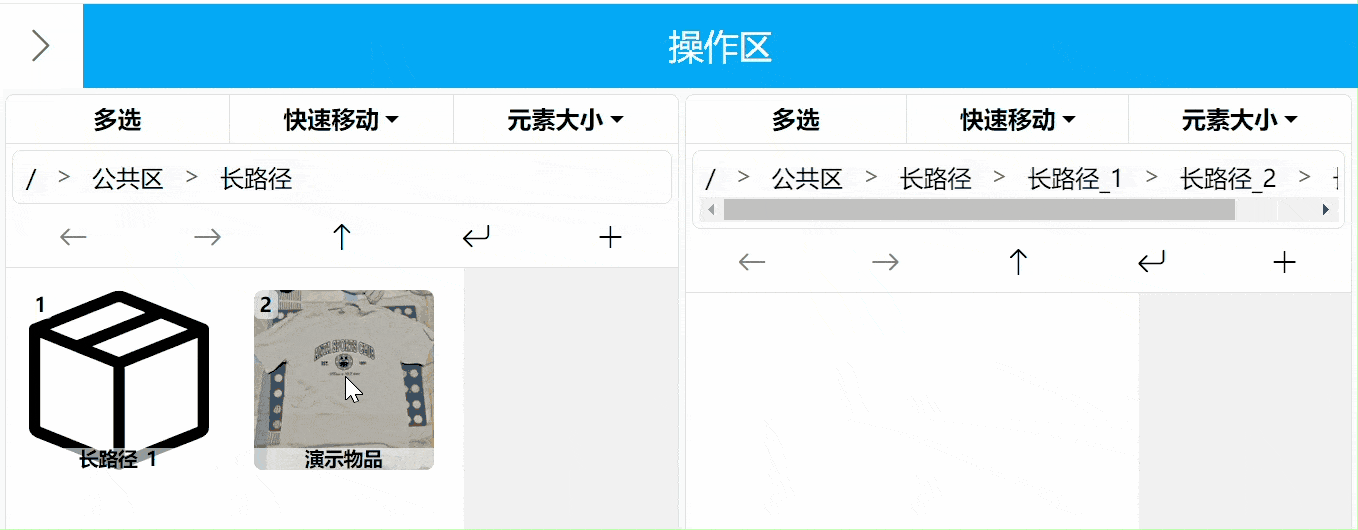 操作区
多选 快速移动 元素大小
/ > 公共区 > 长路径
1 2
长路径_1 演示物品
多选 快速移动 元素大小
/ > 公共区 > 长路径 > 长路径_1 > 长路径_2 >